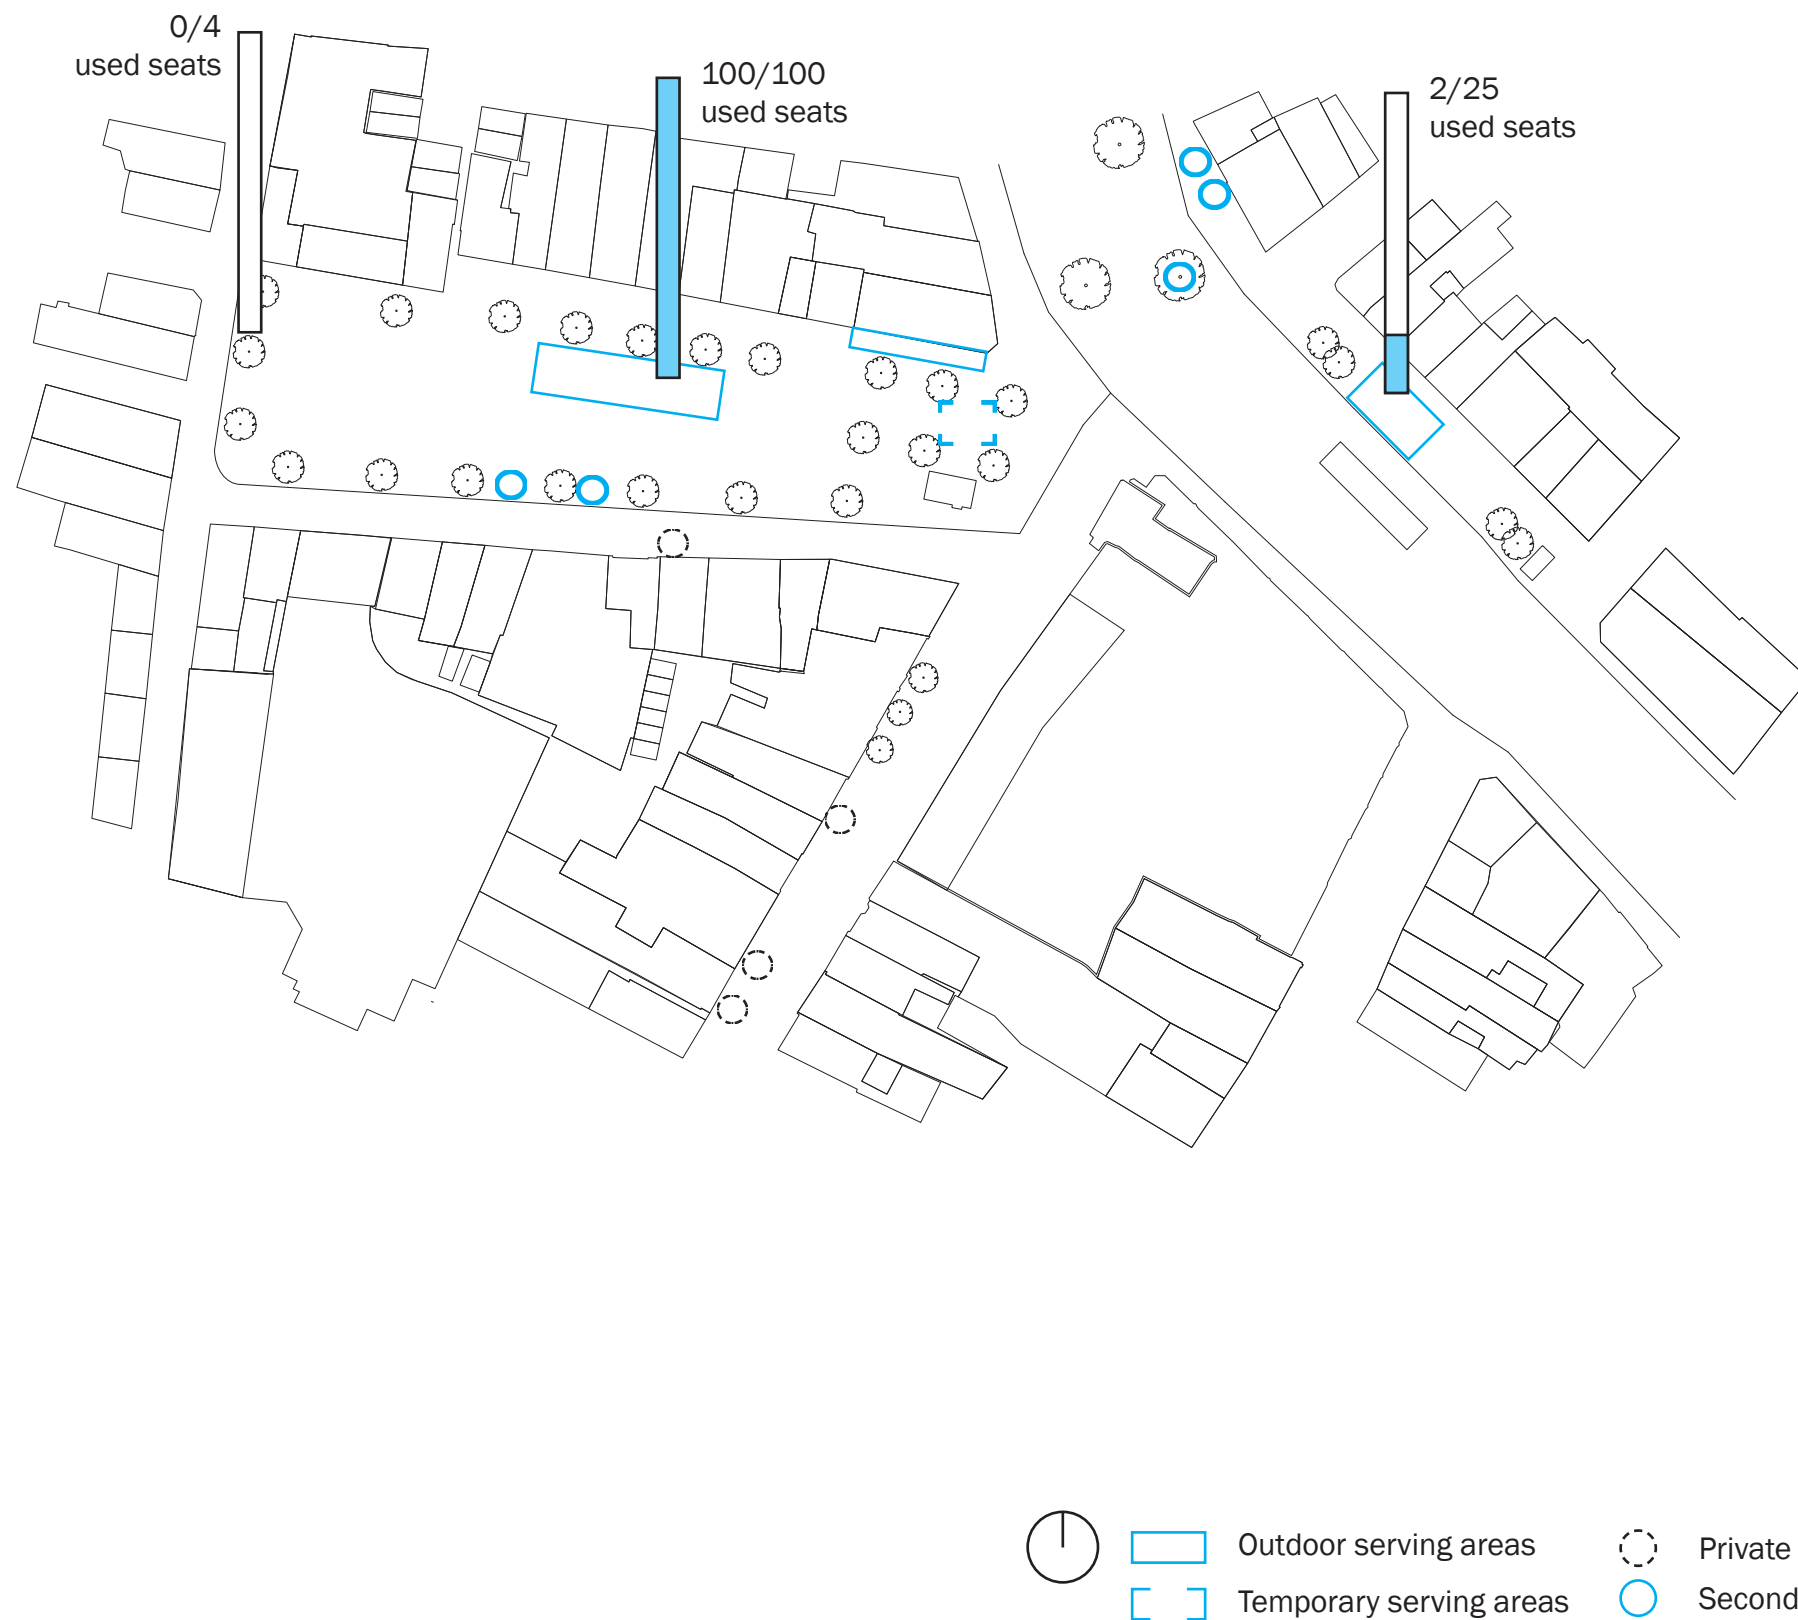 0/4
used seats
100/100
used seats
2/25
used seats
Outdoor serving areas
Temporary serving areas
Private
Second